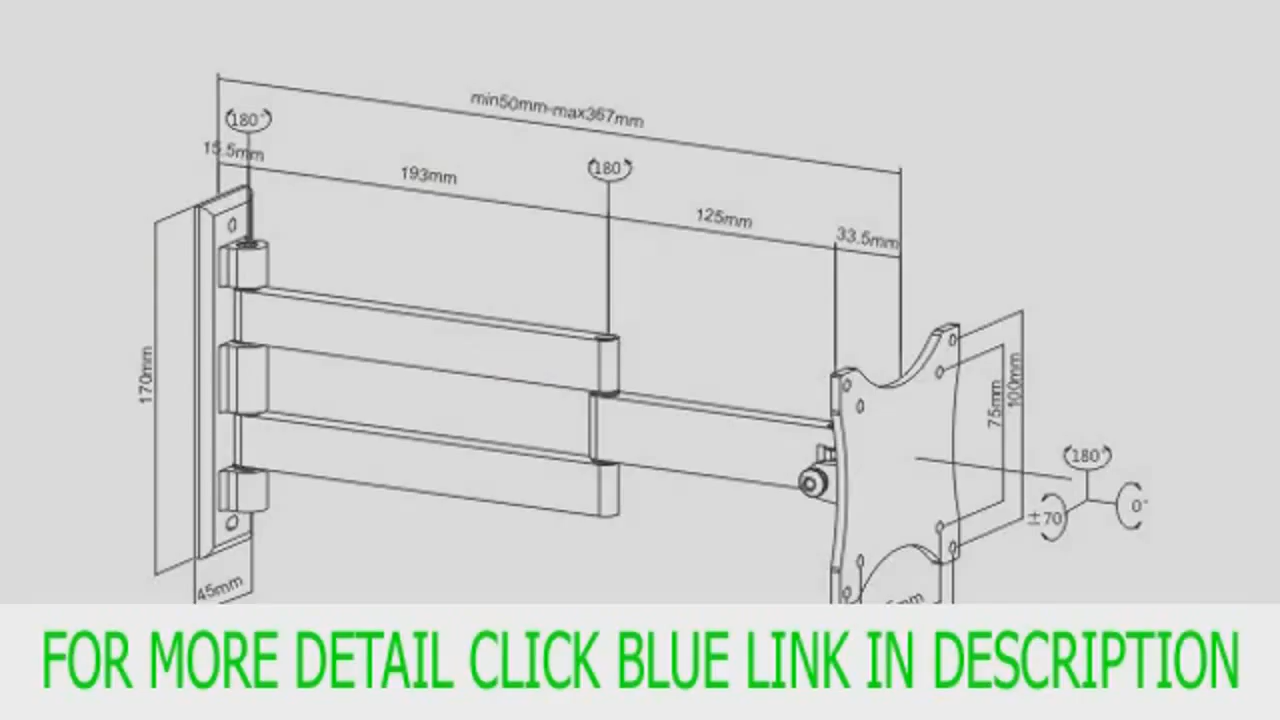 min50mm-max367mm
180°
15.5mm
193mm
180°
125mm
33.5mm
170mm
75mm
100mm
180°
±70
0°
45mm
FOR MORE DETAIL CLICK BLUE LINK IN DESCRIPTION